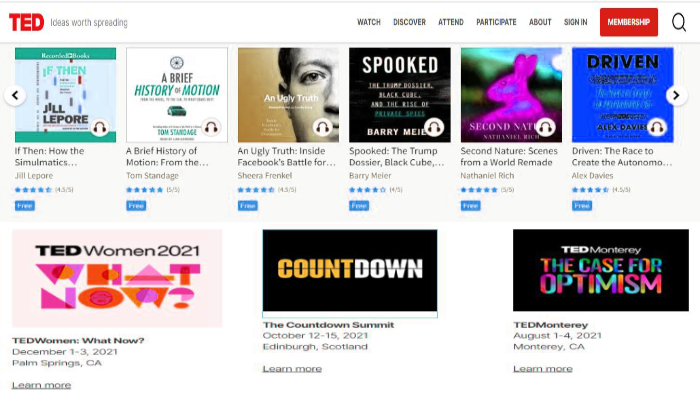 TED Ideas worth spreading
WATCH DISCOVER ATTEND PARTICIPATE ABOUT SIGN IN MEMBERSHIP
Recorded Books
IF THEN
JILL
LEPORE
A BRIEF
HISTORY OF MOTION
TOM STANDAGE
An Ugly Truth
SPOOKED
THE TRUMP DOSSIER,
BLACK CUBE,
AND THE RISE OF
PRIVATE SPIES
BARRY MEIER
SECOND NATURE
NATHANIEL RICH
DRIVEN
ALEX DAVIES
If Then: How the
Simulmatics...
Jill Lepore
(4.5/5)
Free
A Brief History of
Motion: From the...
Tom Standage
(5/5)
Free
An Ugly Truth: Inside
Facebook's Battle for...
Sheera Frenkel
(4.5/5)
Free
Spooked: The Trump
Dossier, Black Cube,...
Barry Meier
(4/5)
Free
Second Nature: Scenes
from a World Remade
Nathaniel Rich
(5/5)
Free
Driven: The Race to
Create the Autonomo...
Alex Davies
(4.5/5)
Free
TEDWomen2021
WHAT
NOW?
TEDWomen: What Now?
December 1-3, 2021
Palm Springs, CA
Learn more
COUNTDOWN
The Countdown Summit
October 12-15, 2021
Edinburgh, Scotland
Learn more
TEDMonterey
THE CASE FOR
OPTIMISM
TEDMonterey
August 1-4, 2021
Monterey, CA
Learn more